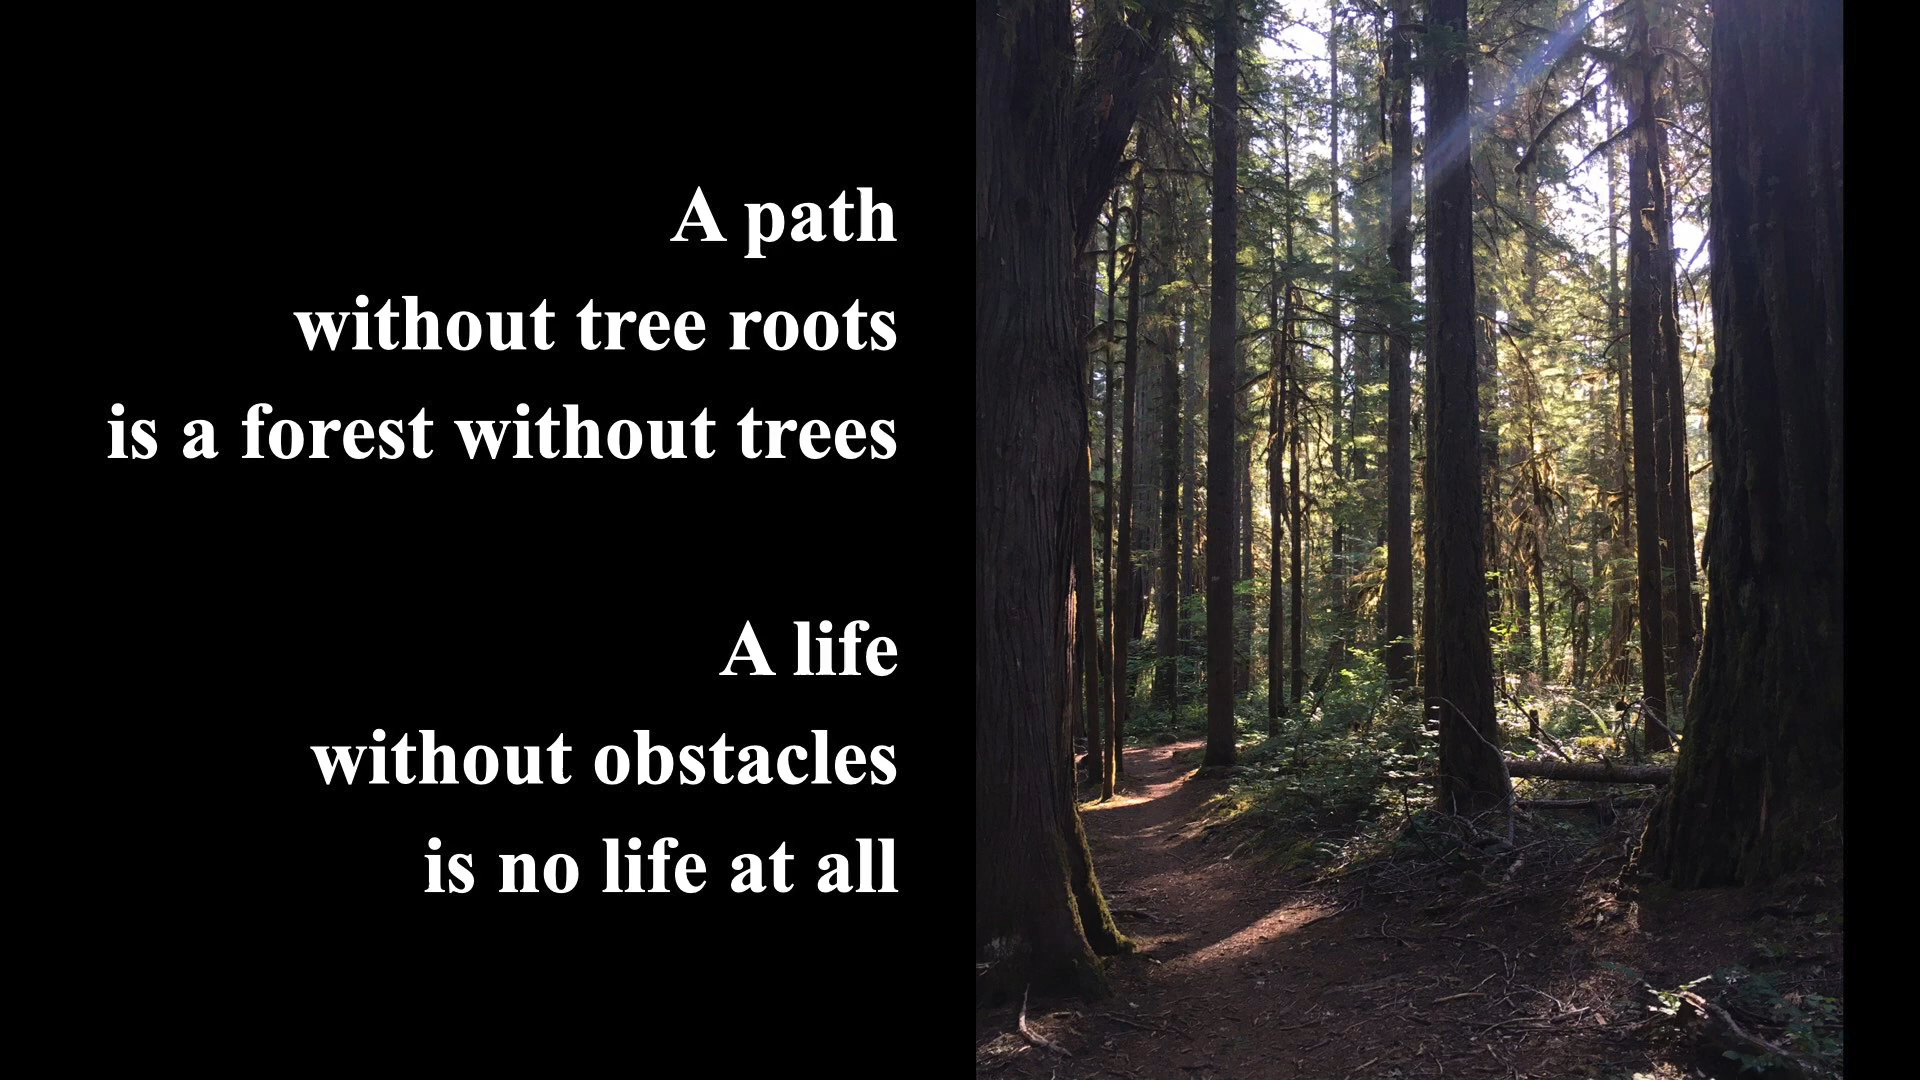 A path
without tree roots
is a forest without trees
A life
without obstacles
is no life at all